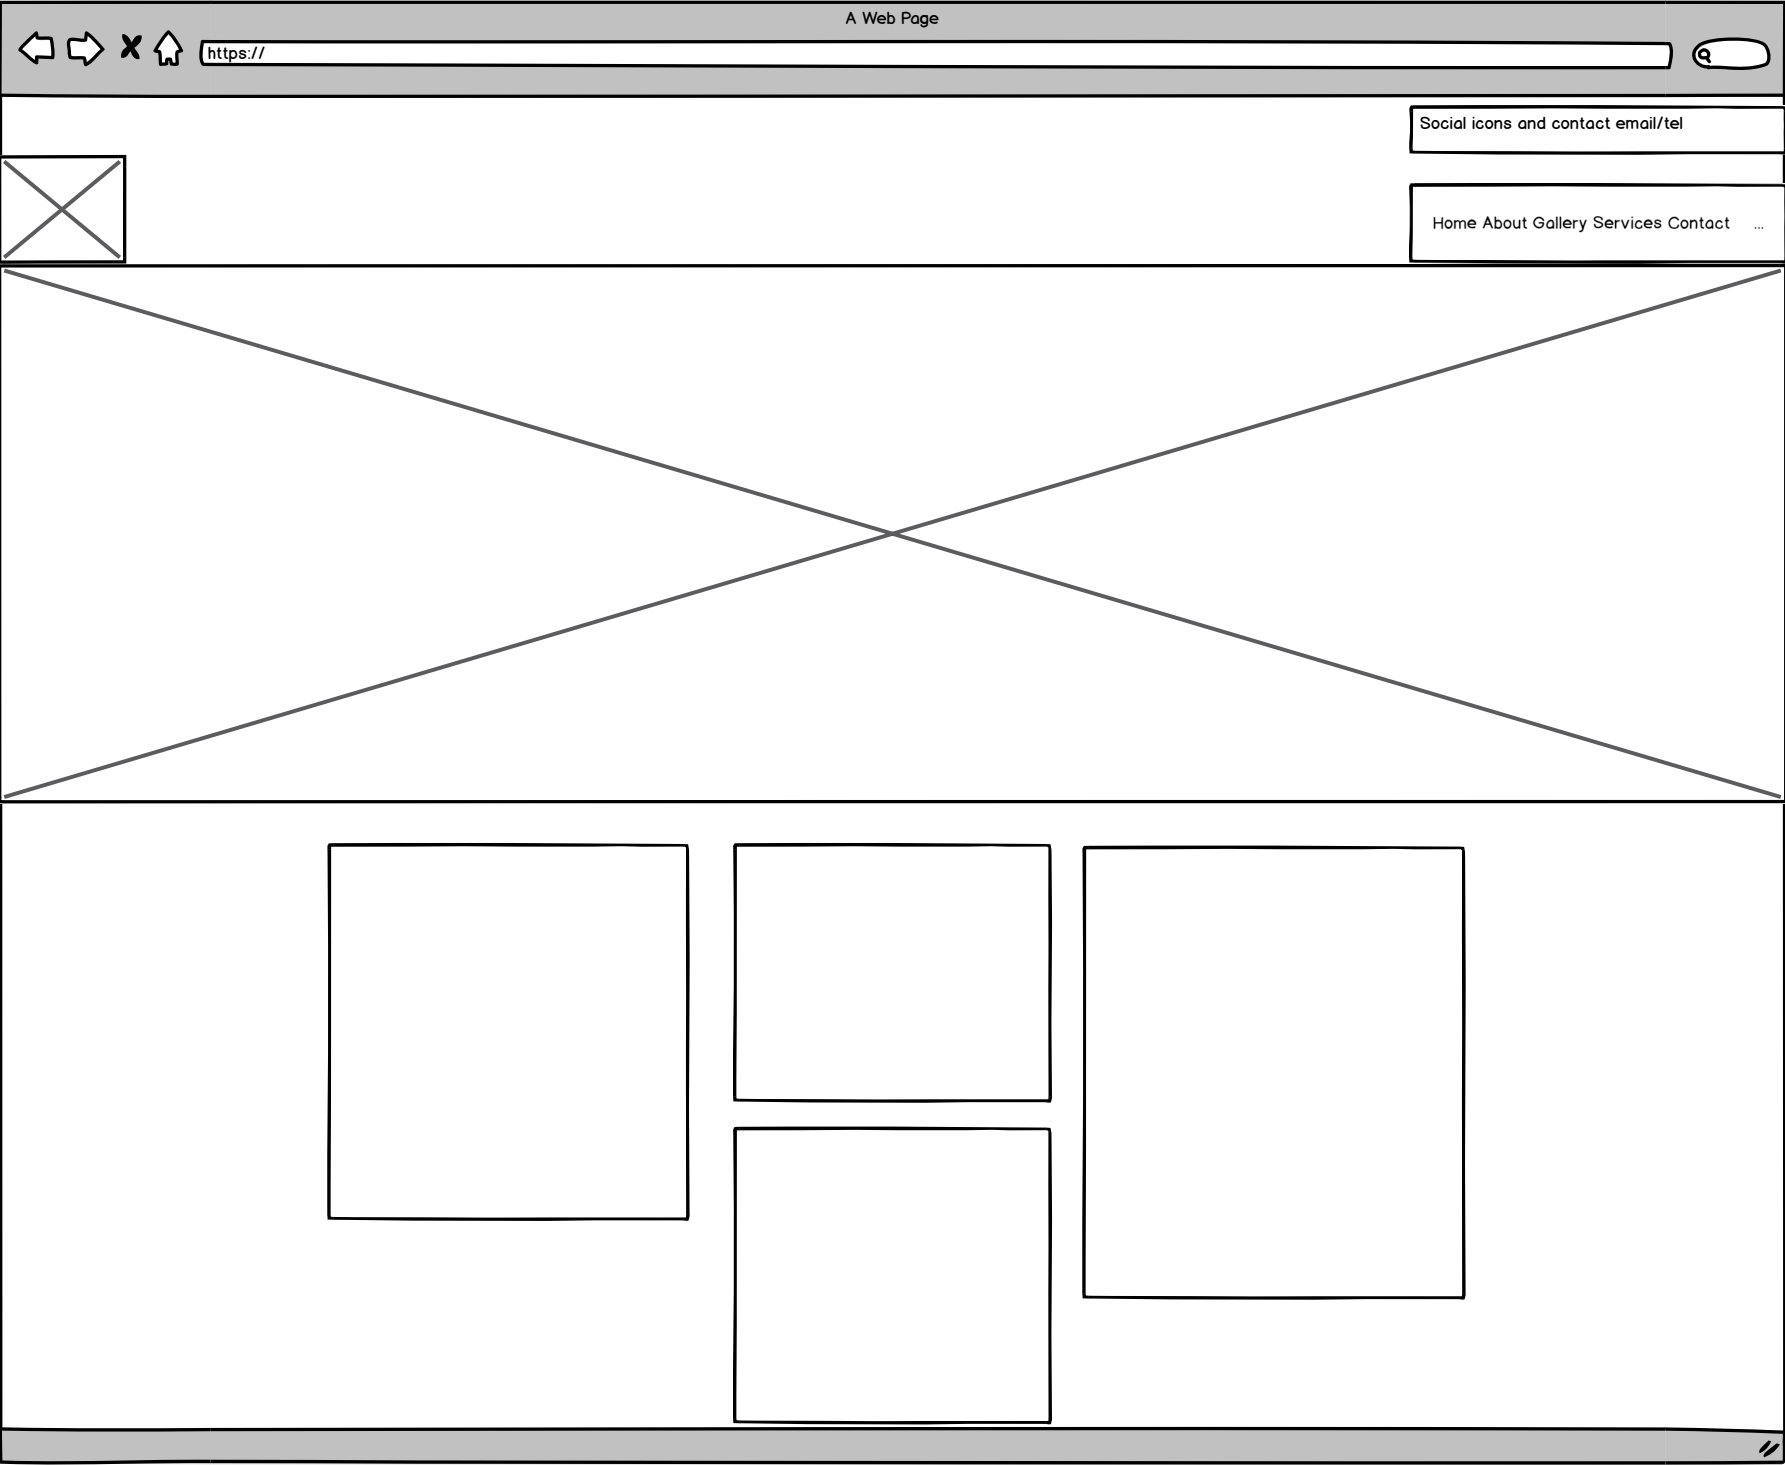 A Web Page
https://
Social icons and contact email/tel
Home About Gallery Services Contact ...